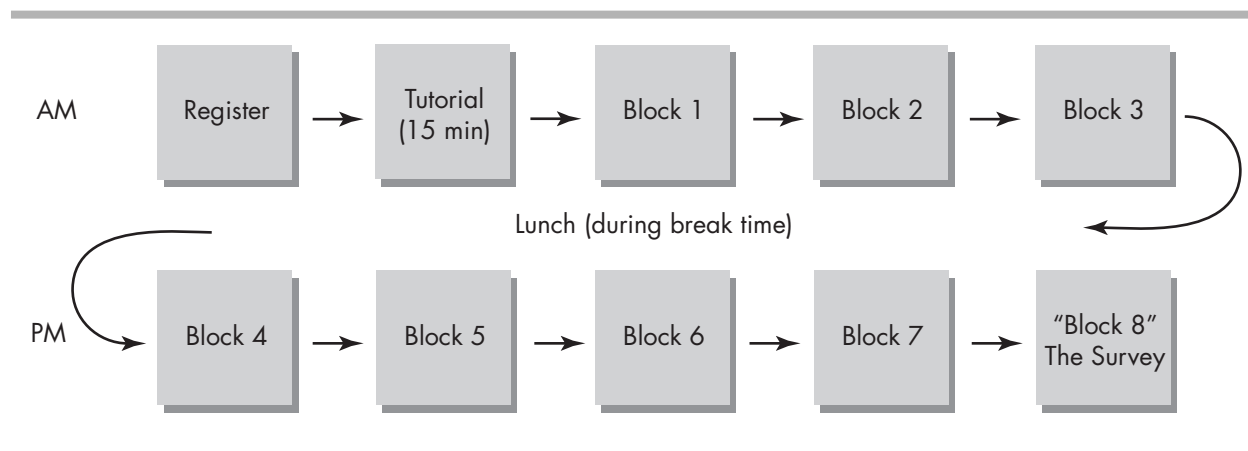 AM
Register
Tutorial
(15 min)
Block 1
Block 2
Block 3
Lunch (during break time)
PM
Block 4
Block 5
Block 6
Block 7
“Block 8”
The Survey